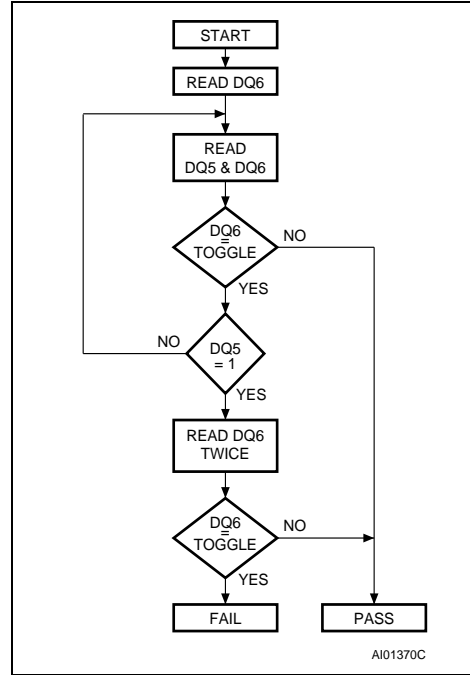 START
READ DQ6
READ
DQ5 & DQ6
DQ6
=
TOGGLE
NO
YES
NO
DQ5
= 1
YES
READ DQ6
TWICE
DQ6
=
TOGGLE
NO
YES
FAIL
PASS
AI01370C